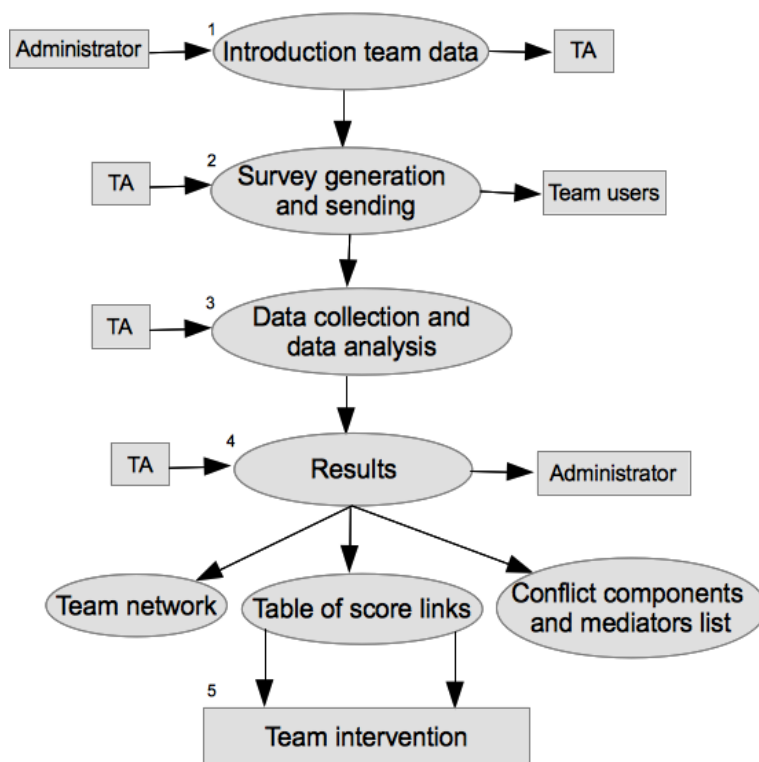 1
Administrator
Introduction team data
TA
2
TA
Survey generation
and sending
Team users
3
TA
Data collection and
data analysis
4
TA
Results
Administrator
Team network
Table of score links
Conflict components
and mediators list
5
Team intervention